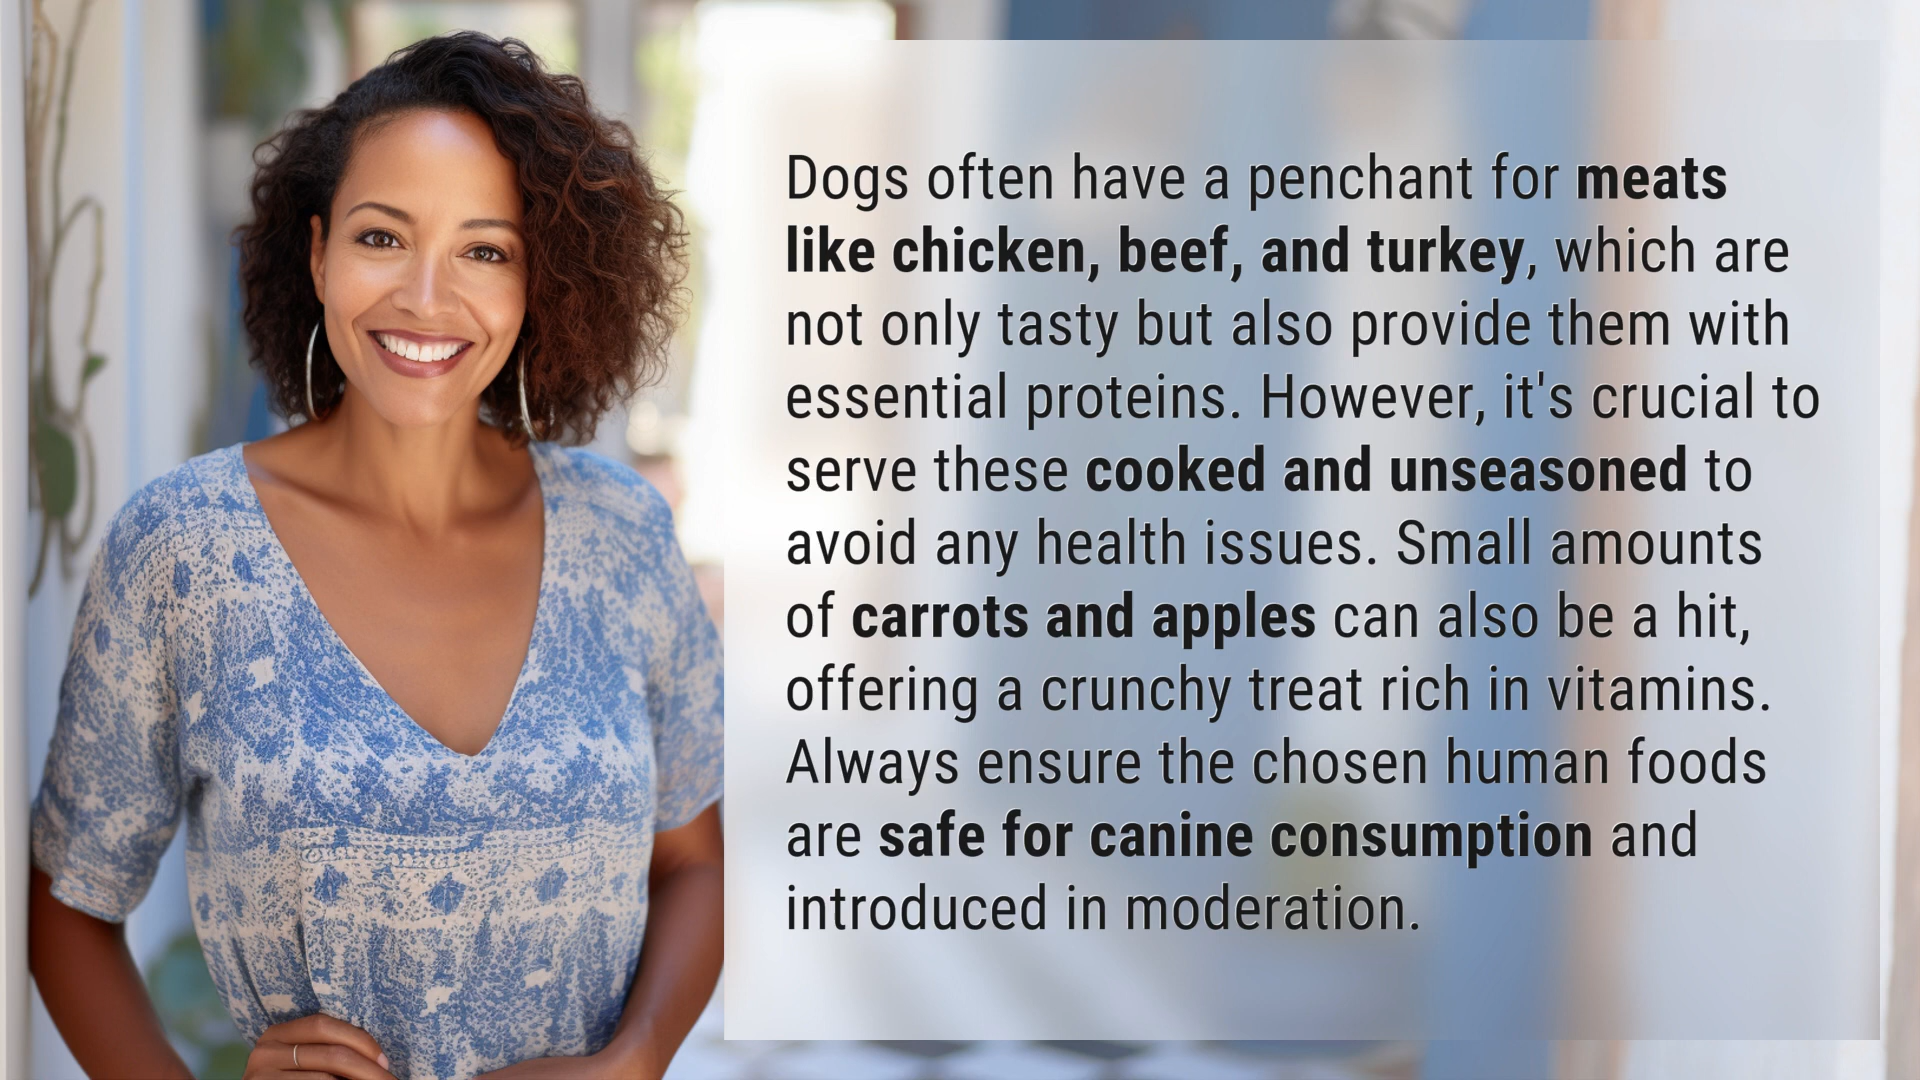 Dogs often have a penchant for meats
like chicken, beef, and turkey, which are
not only tasty but also provide them with
essential proteins. However, it's crucial to
serve these cooked and unseasoned to
avoid any health issues. Small amounts
of carrots and apples can also be a hit,
offering a crunchy treat rich in vitamins.
Always ensure the chosen human foods
are safe for canine consumption and
introduced in moderation.